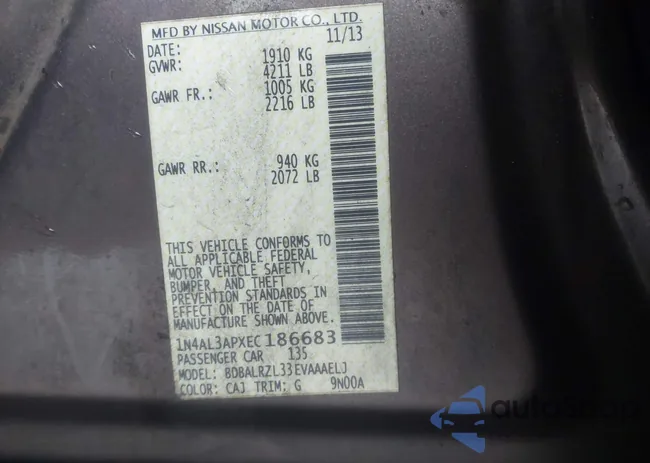 MFD BY NISSAN MOTOR CO., LTD.
DATE: 11/13
GVWR: 1910 KG
4211 LB
GAWR FR.: 1005 KG
2216 LB
GAWR RR.: 940 KG
2072 LB
THIS VEHICLE CONFORMS TO
ALL APPLICABLE FEDERAL
MOTOR VEHICLE SAFETY,
BUMPER, AND THEFT
PREVENTION STANDARDS IN
EFFECT ON THE DATE OF
MANUFACTURE SHOWN ABOVE.
1N4AL3APXEC186683
PASSENGER CAR 135
MODEL: BDBALRZL33EVAAAELJ
COLOR: CAJ TRIM: G 9N00A